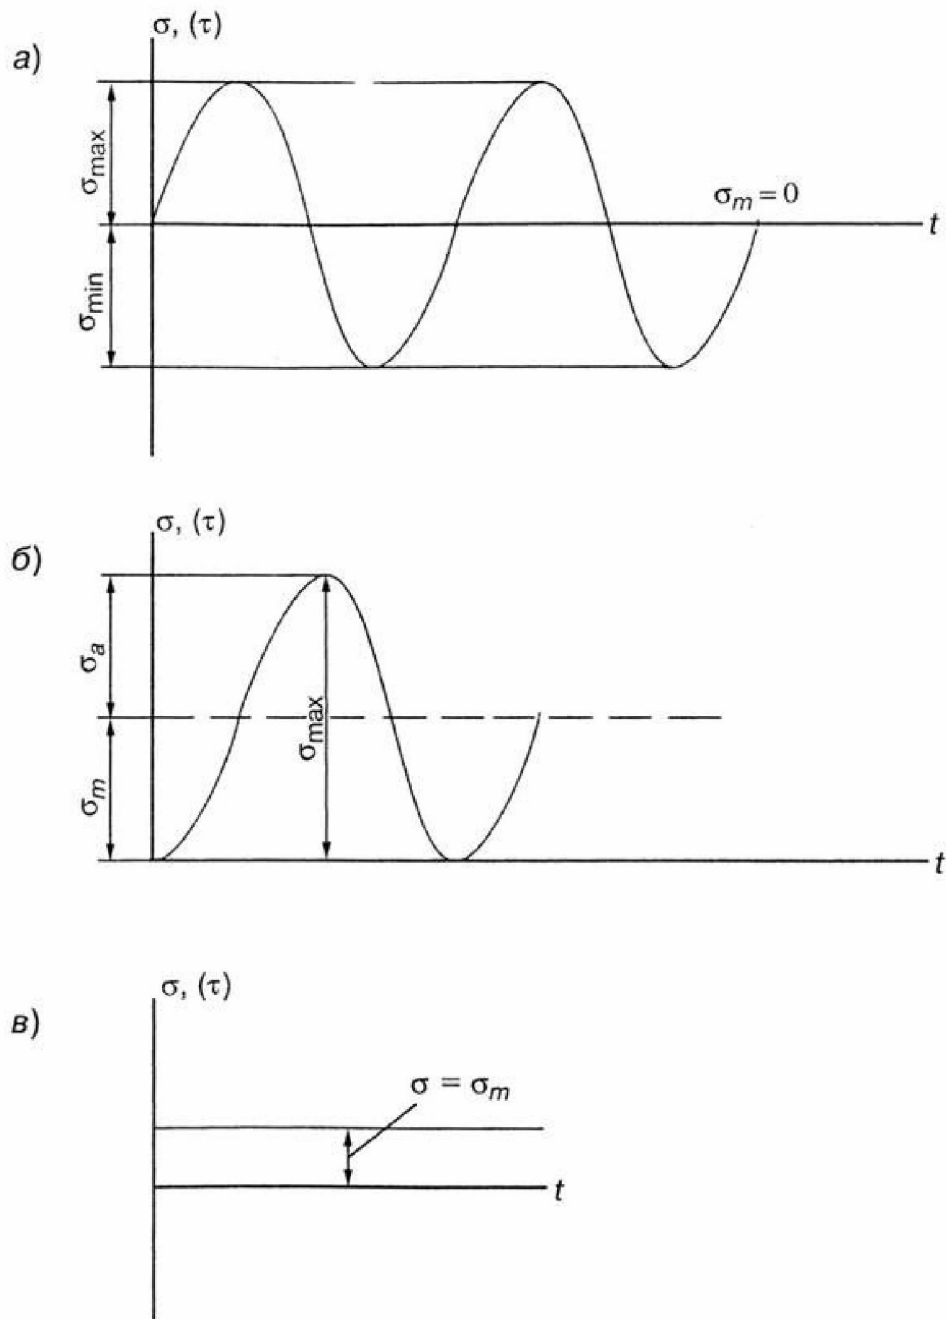 а)
σ, (τ)
σmax
σmin
σm = 0
t
б)
σ, (τ)
σa
σm
σmax
t
в)
σ, (τ)
σ = σm
t